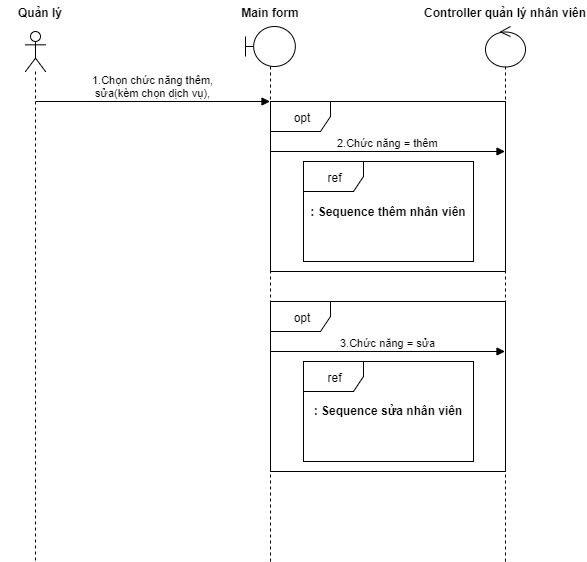 Quản lý
Main form
Controller quản lý nhân viên
1.Chọn chức năng thêm,
sửa(kèm chọn dịch vụ),
opt
2.Chức năng = thêm
ref
: Sequence thêm nhân viên
opt
3.Chức năng = sửa
ref
: Sequence sửa nhân viên